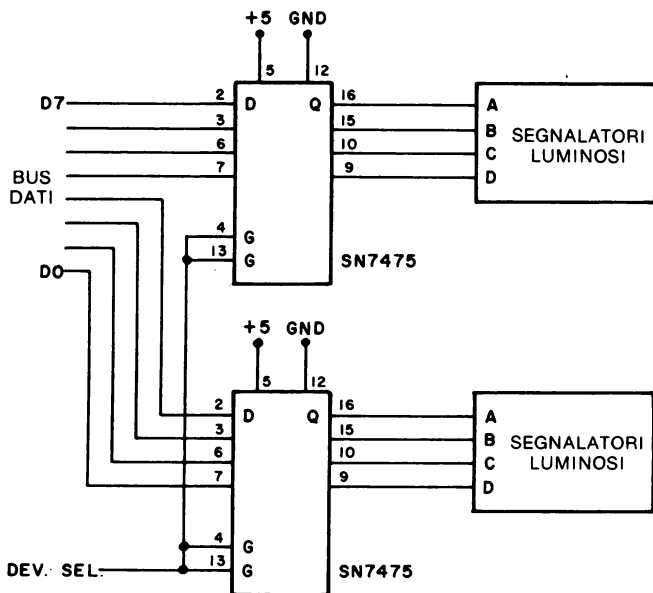 +5 GND
5 12
D7 2 D Q 16 A
3 15 B SEGNALATORI
6 10 C LUMINOSI
BUS 7 9 D
DATI
4 G
D0 13 G SN7475
+5 GND
5 12
2 D Q 16 A
3 15 B SEGNALATORI
6 10 C LUMINOSI
7 9 D
4 G
DEV. SEL. 13 G SN7475